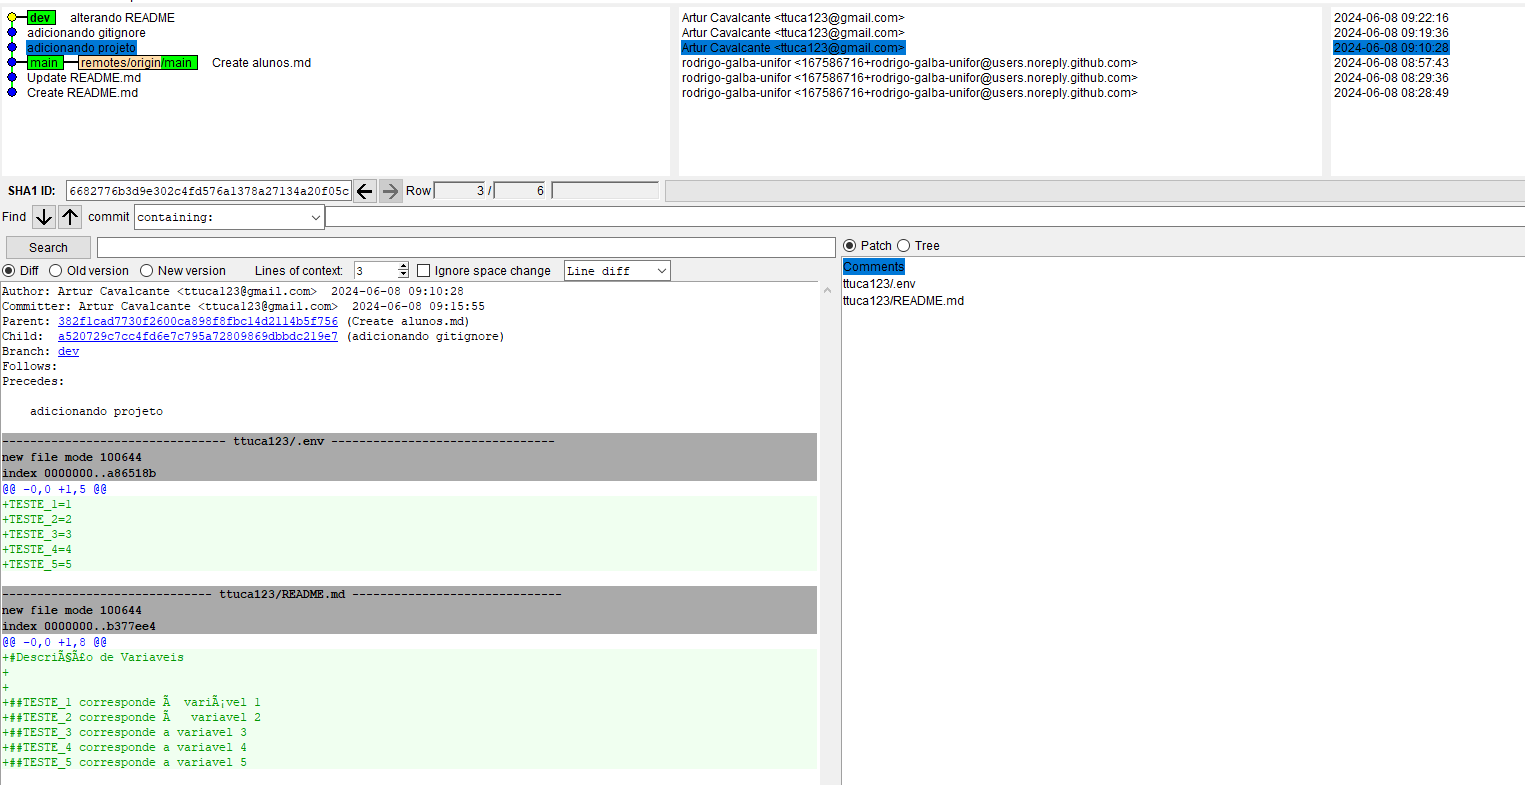 dev alterando README Artur Cavalcante <ttuca123@gmail.com> 2024-06-08 09:22:16
adicionando gitignore Artur Cavalcante <ttuca123@gmail.com> 2024-06-08 09:19:36
adicionando projeto Artur Cavalcante <ttuca123@gmail.com> 2024-06-08 09:10:28
main remotes/origin/main Create alunos.md rodrigo-galba-unifor <167586716+rodrigo-galba-unifor@users.noreply.github.com> 2024-06-08 08:57:43
Update README.md rodrigo-galba-unifor <167586716+rodrigo-galba-unifor@users.noreply.github.com> 2024-06-08 08:29:36
Create README.md rodrigo-galba-unifor <167586716+rodrigo-galba-unifor@users.noreply.github.com> 2024-06-08 08:28:49
SHA1 ID: 6682776b3d9e302c4fd576a1378a27134a20f05c Row 3 / 6
Find commit containing:
Search
Diff Old version New version Lines of context: 3 Ignore space change Line diff
Author: Artur Cavalcante <ttuca123@gmail.com> 2024-06-08 09:10:28
Committer: Artur Cavalcante <ttuca123@gmail.com> 2024-06-08 09:15:55
Parent: 382f1cad7730f2600ca898f8fbc14d2114b5f756 (Create alunos.md)
Child: a520729c7cc4fd6e7c795a72809869dbbdc219e7 (adicionando gitignore)
Branch: dev
Follows:
Precedes:
adicionando projeto
-------------------------------- ttuca123/.env --------------------------------
new file mode 100644
index 0000000..a86518b
@@ -0,0 +1,5 @@
+TESTE_1=1
+TESTE_2=2
+TESTE_3=3
+TESTE_4=4
+TESTE_5=5
------------------------------ ttuca123/README.md ------------------------------
new file mode 100644
index 0000000..b377ee4
@@ -0,0 +1,8 @@
+#DescriÃ§Ã£o de Variaveis
+
+
+##TESTE_1 corresponde Ã  variÃ¡vel 1
+##TESTE_2 corresponde Ã   variavel 2
+##TESTE_3 corresponde a variavel 3
+##TESTE_4 corresponde a variavel 4
+##TESTE_5 corresponde a variavel 5
Patch Tree
Comments
ttuca123/.env
ttuca123/README.md